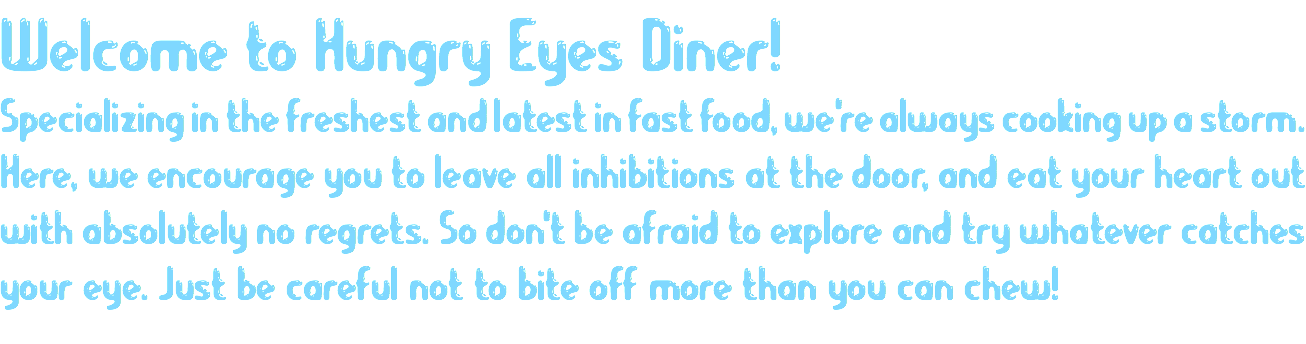 Welcome to Hungry Eyes Diner!
Specializing in the freshest and latest in fast food, we're always cooking up a storm.
Here, we encourage you to leave all inhibitions at the door, and eat your heart out
with absolutely no regrets. So don't be afraid to explore and try whatever catches
your eye. Just be careful not to bite off more than you can chew!